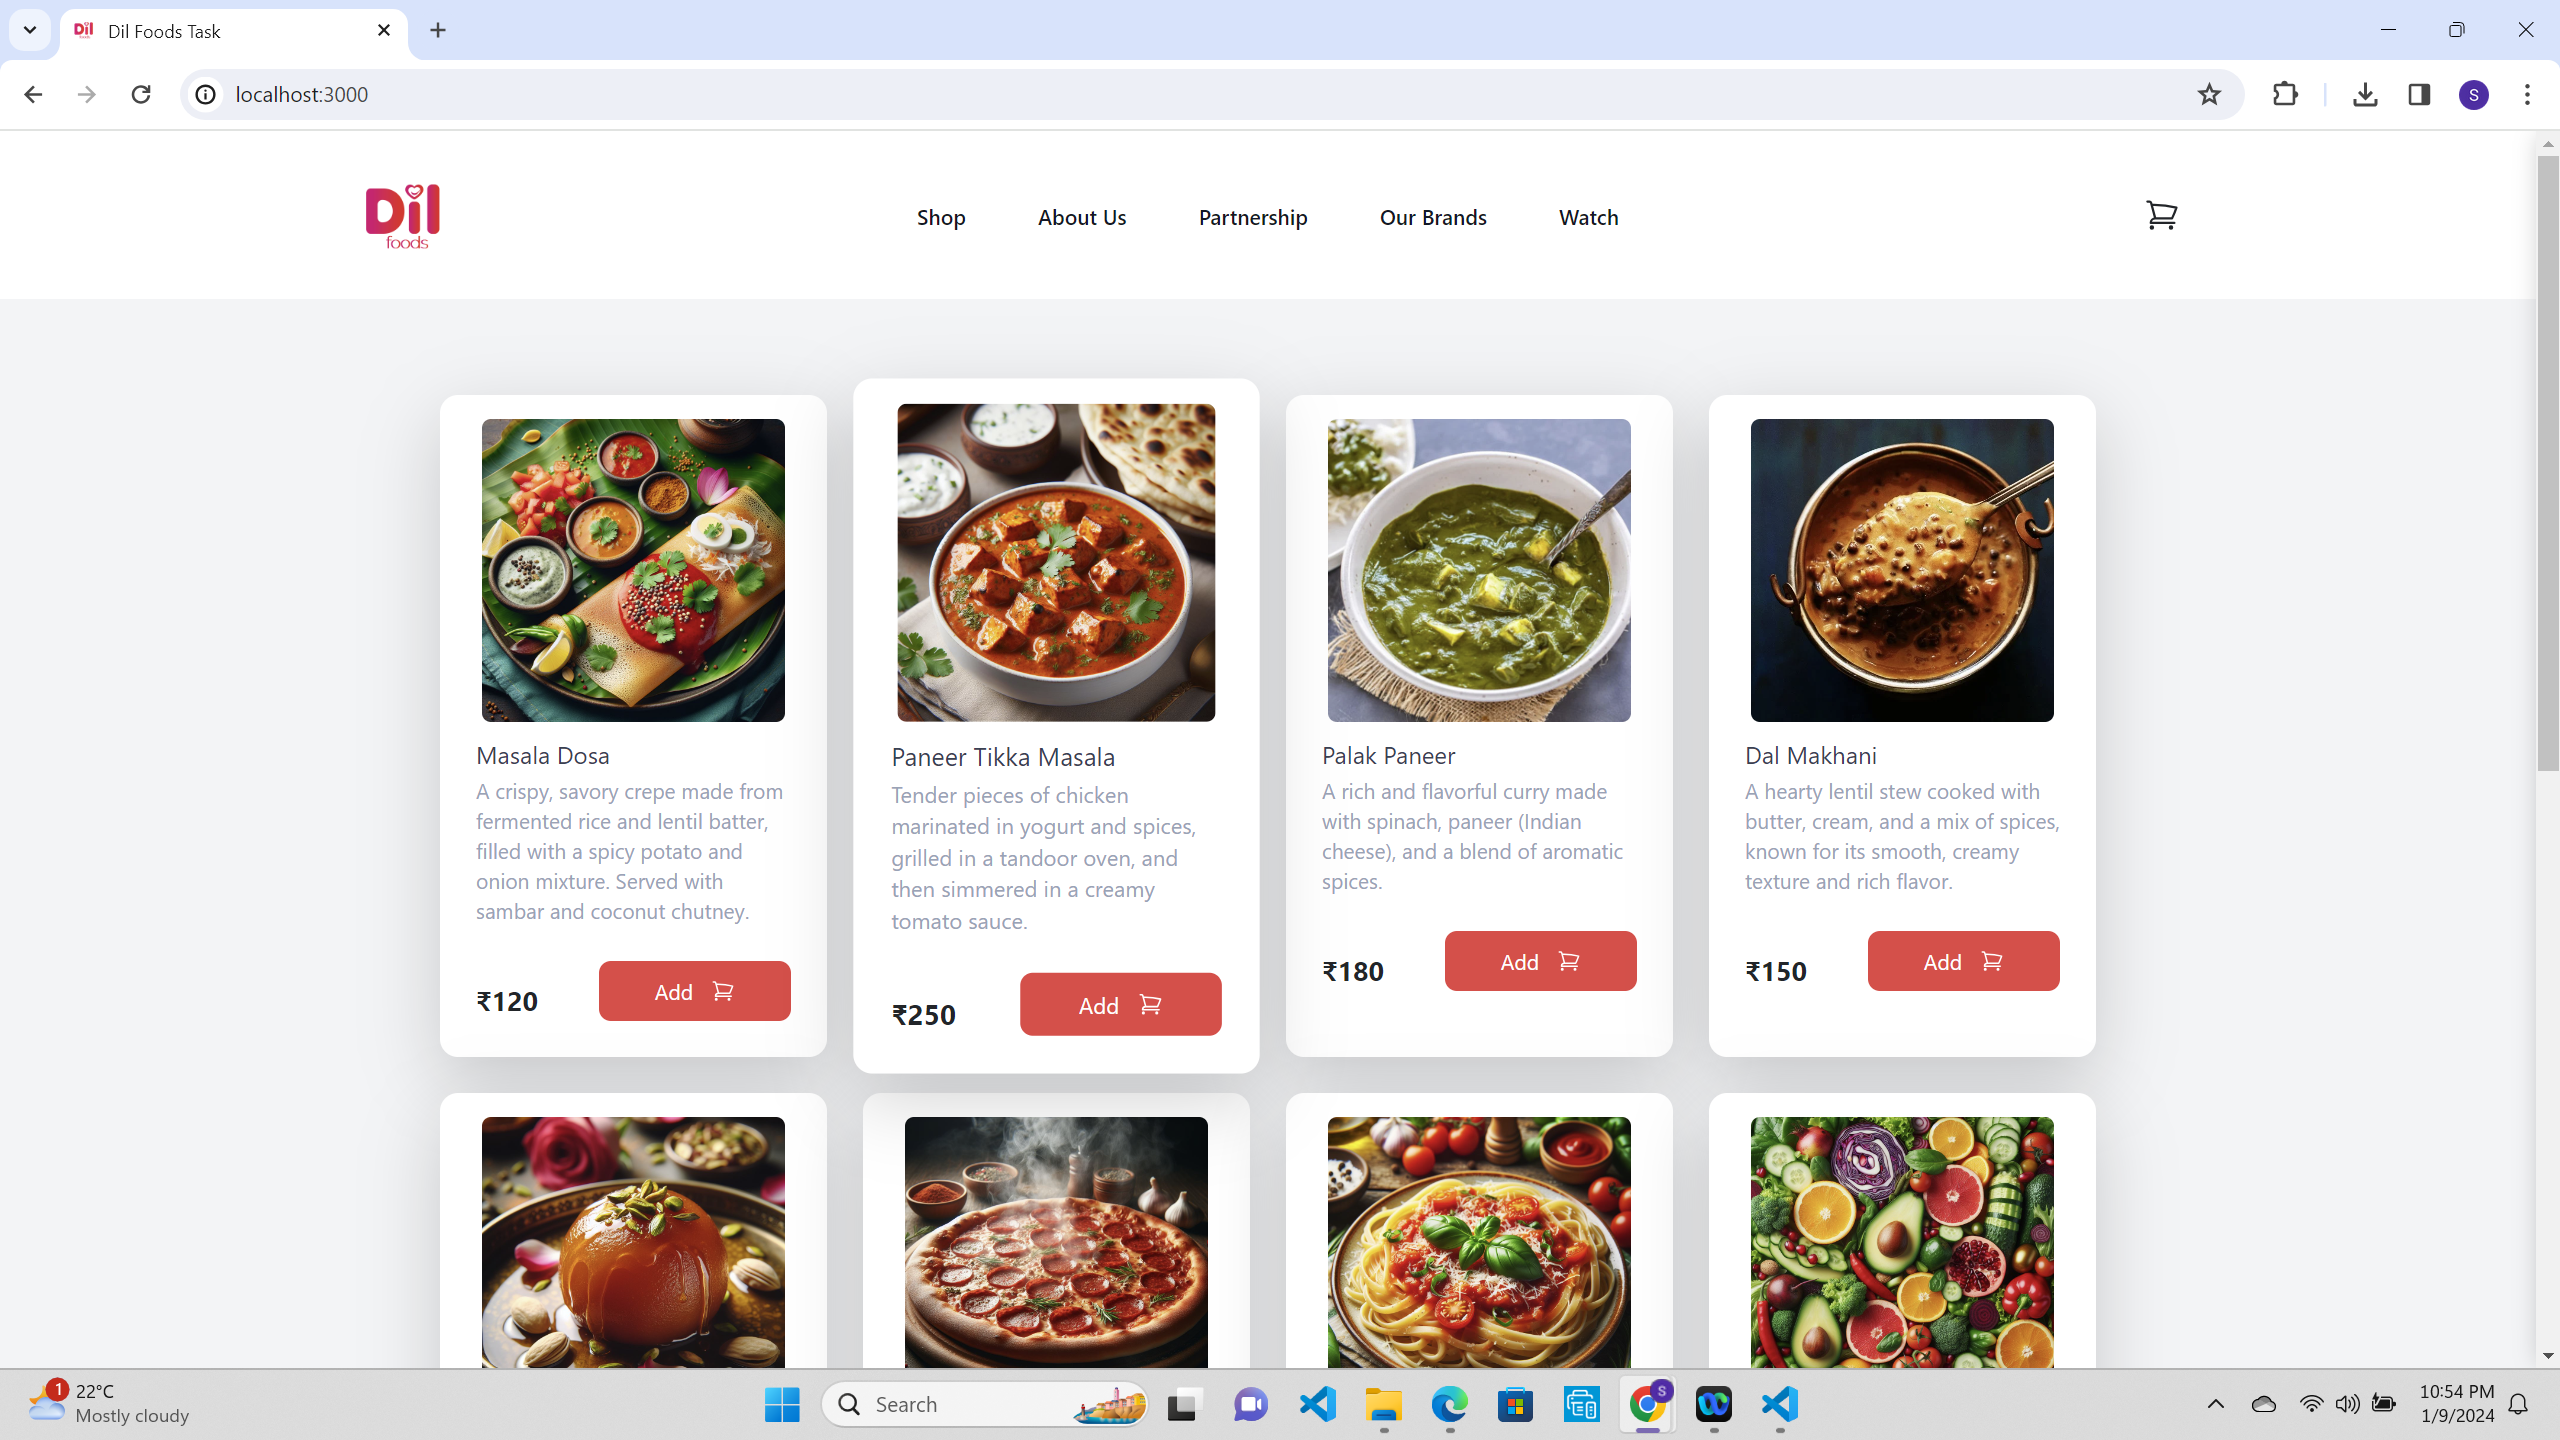 Dil Foods Task
localhost:3000
S
Dil
foods
Shop
About Us
Partnership
Our Brands
Watch
Masala Dosa
A crispy, savory crepe made from
fermented rice and lentil batter,
filled with a spicy potato and
onion mixture. Served with
sambar and coconut chutney.
₹120
Add
Paneer Tikka Masala
Tender pieces of chicken
marinated in yogurt and spices,
grilled in a tandoor oven, and
then simmered in a creamy
tomato sauce.
₹250
Add
Palak Paneer
A rich and flavorful curry made
with spinach, paneer (Indian
cheese), and a blend of aromatic
spices.
₹180
Add
Dal Makhani
A hearty lentil stew cooked with
butter, cream, and a mix of spices,
known for its smooth, creamy
texture and rich flavor.
₹150
Add
1
22°C
Mostly cloudy
Search
S
10:54 PM
1/9/2024